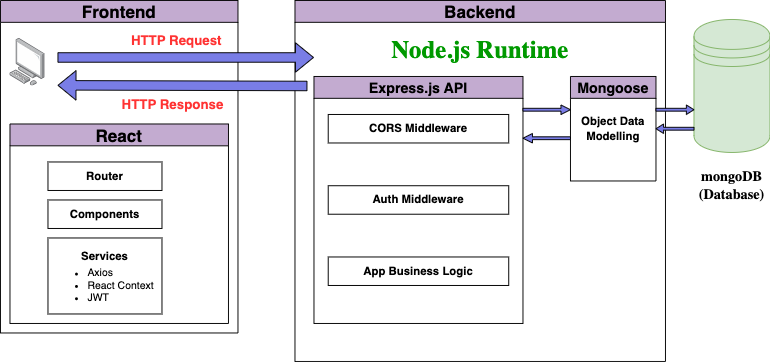 Frontend
HTTP Request
HTTP Response
React
Router
Components
Services
• Axios
• React Context
• JWT
Backend
Node.js Runtime
Express.js API
CORS Middleware
Auth Middleware
App Business Logic
Mongoose
Object Data
Modelling
mongoDB
(Database)